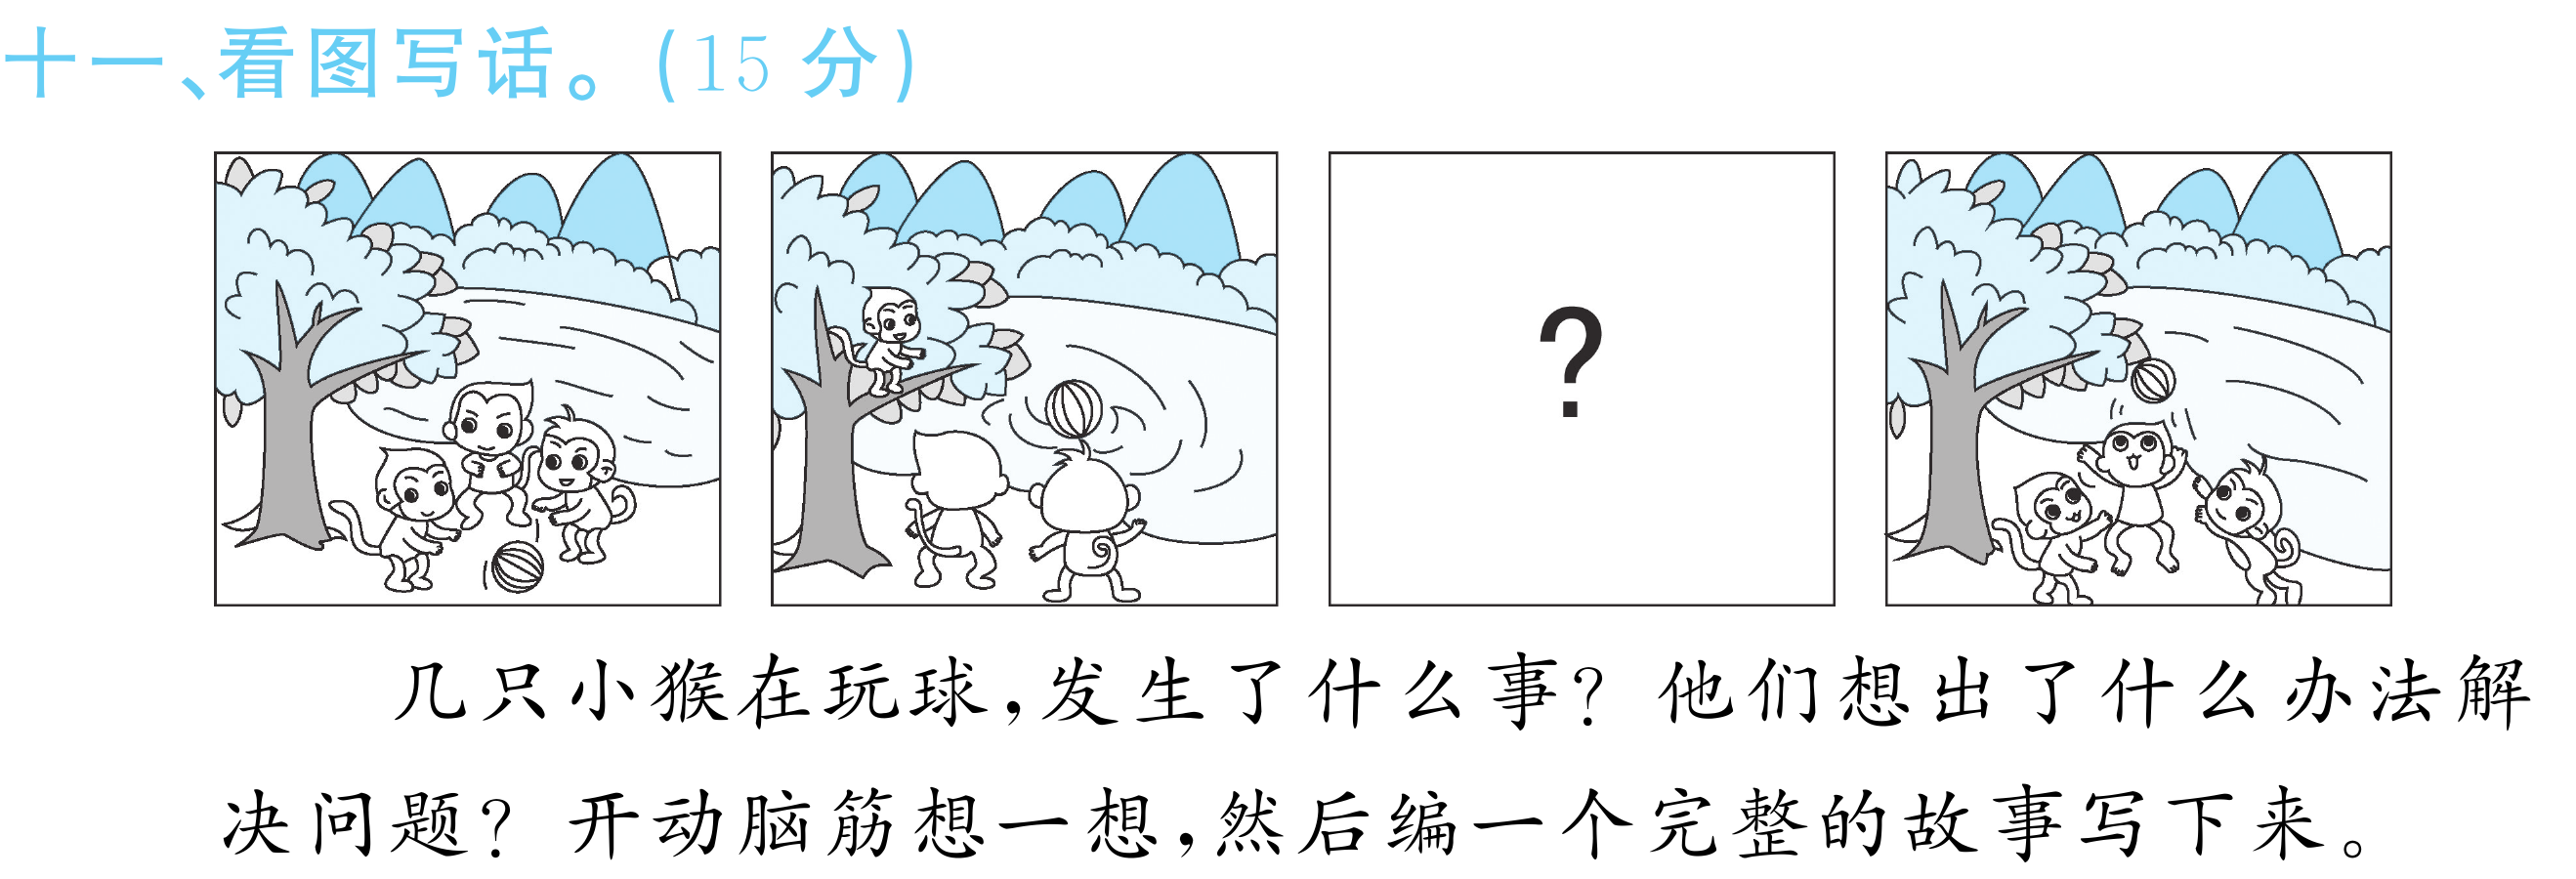 十一、看图写话。(15 分)
?
几只小猴在玩球,发生了什么事? 他们想出了什么办法解
决问题? 开动脑筋想一想,然后编一个完整的故事写下来。